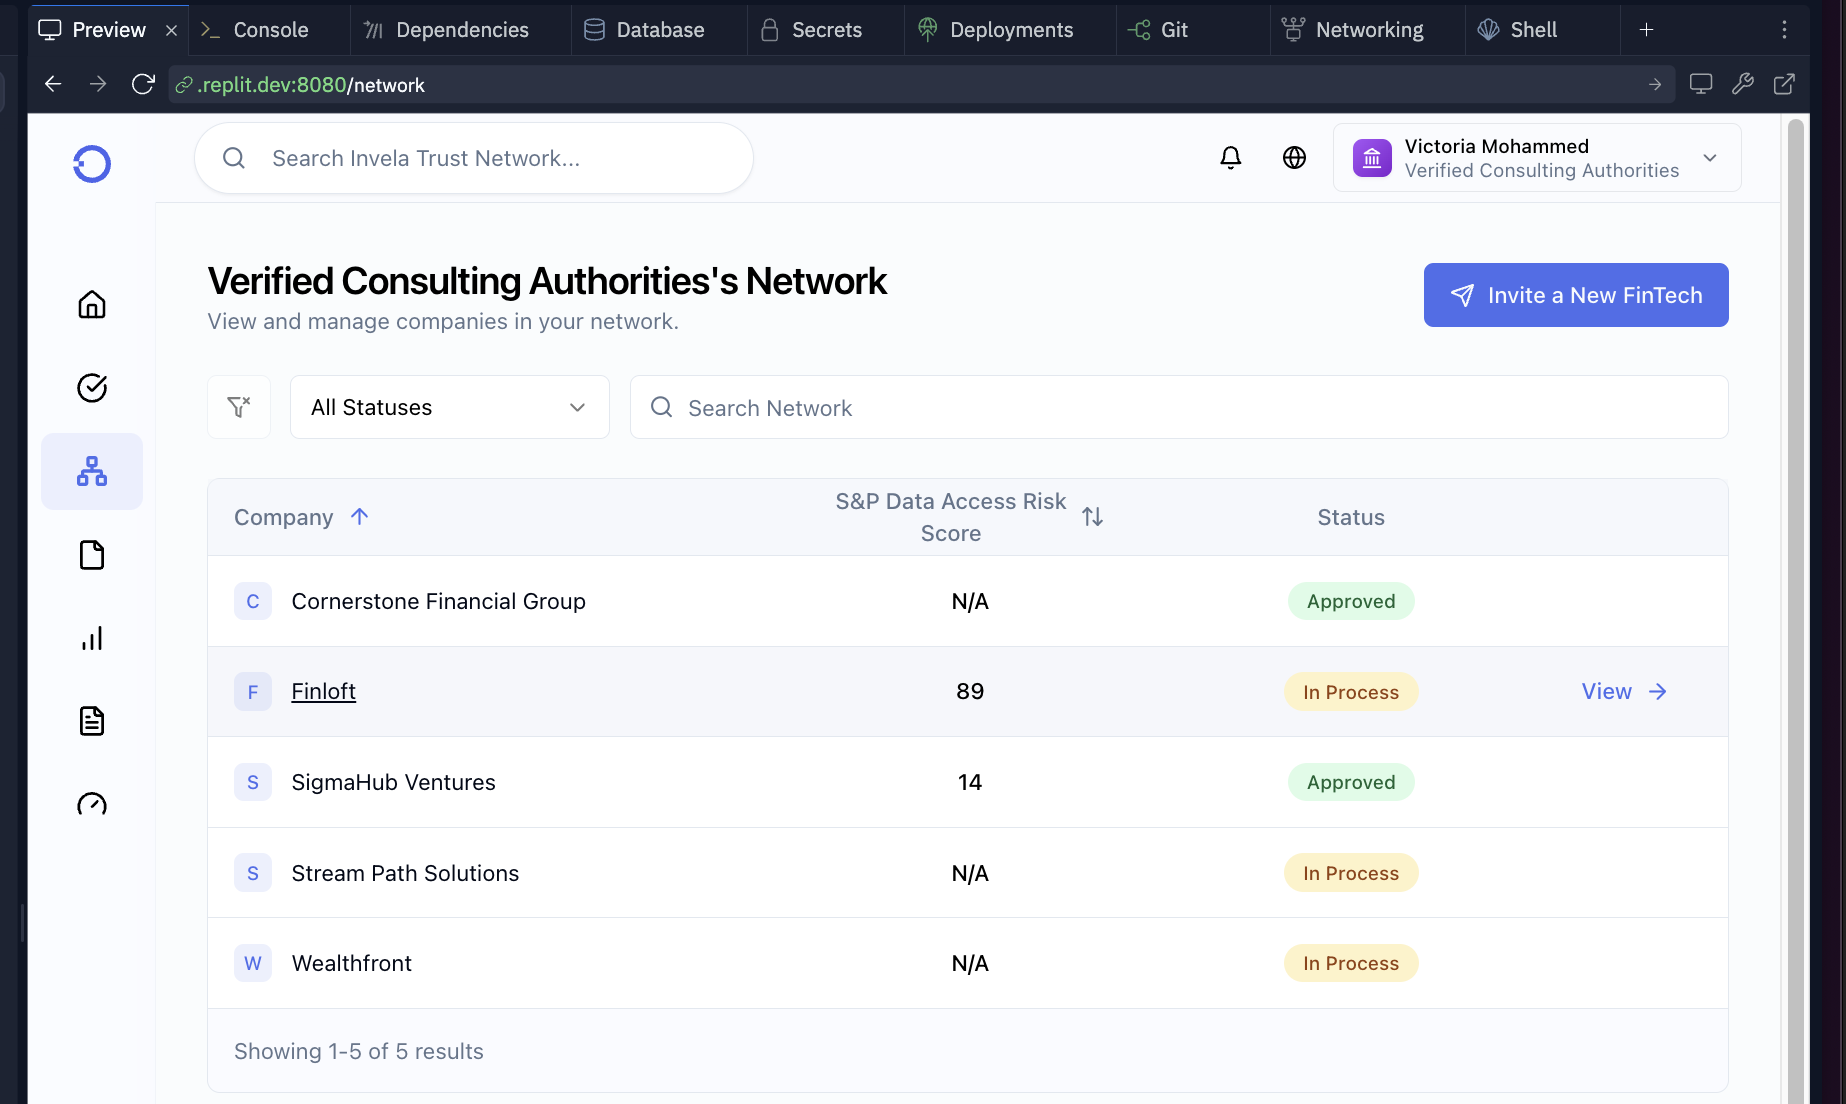 Preview
Console
Dependencies
Database
Secrets
Deployments
Git
Networking
Shell
.replit.dev:8080/network
Search Invela Trust Network...
Victoria Mohammed
Verified Consulting Authorities
Verified Consulting Authorities's Network
View and manage companies in your network.
Invite a New FinTech
All Statuses
Search Network
Company
S&P Data Access Risk
Score
Status
C Cornerstone Financial Group N/A Approved
F Finloft 89 In Process View
S SigmaHub Ventures 14 Approved
S Stream Path Solutions N/A In Process
W Wealthfront N/A In Process
Showing 1-5 of 5 results